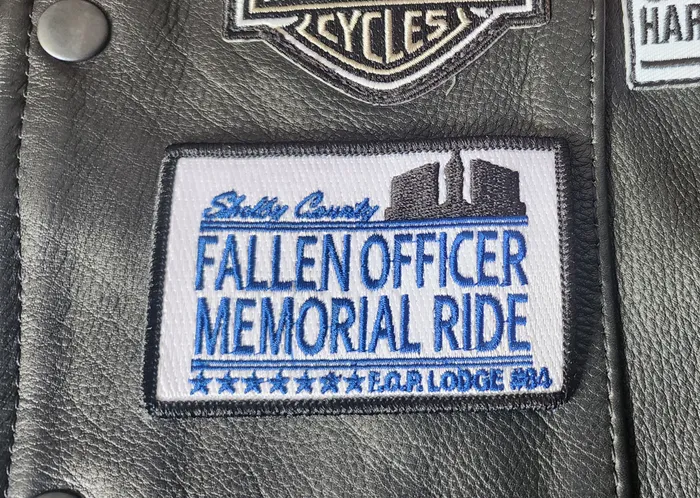 CYCLES
HAR
Shelby County
FALLEN OFFICER
MEMORIAL RIDE
★★★★★★★F.O.P. LODGE #84